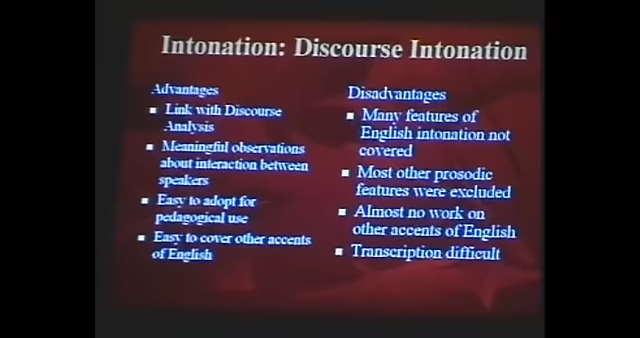 Intonation: Discourse Intonation
Advantages
Link with Discourse
Analysis
Meaningful observations
about interaction between
speakers
Easy to adopt for
pedagogical use
Easy to cover other accents
of English
Disadvantages
Many features of
English intonation not
covered
Most other prosodic
features were excluded
Almost no work on
other accents of English
Transcription difficult